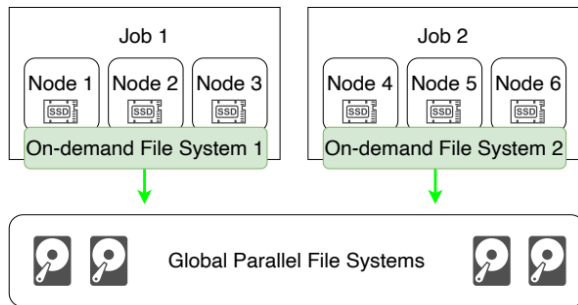 Job 1
Job 2
Node 1 Node 2 Node 3
Node 4 Node 5 Node 6
SSD SSD SSD
SSD SSD SSD
On-demand File System 1
On-demand File System 2
Global Parallel File Systems